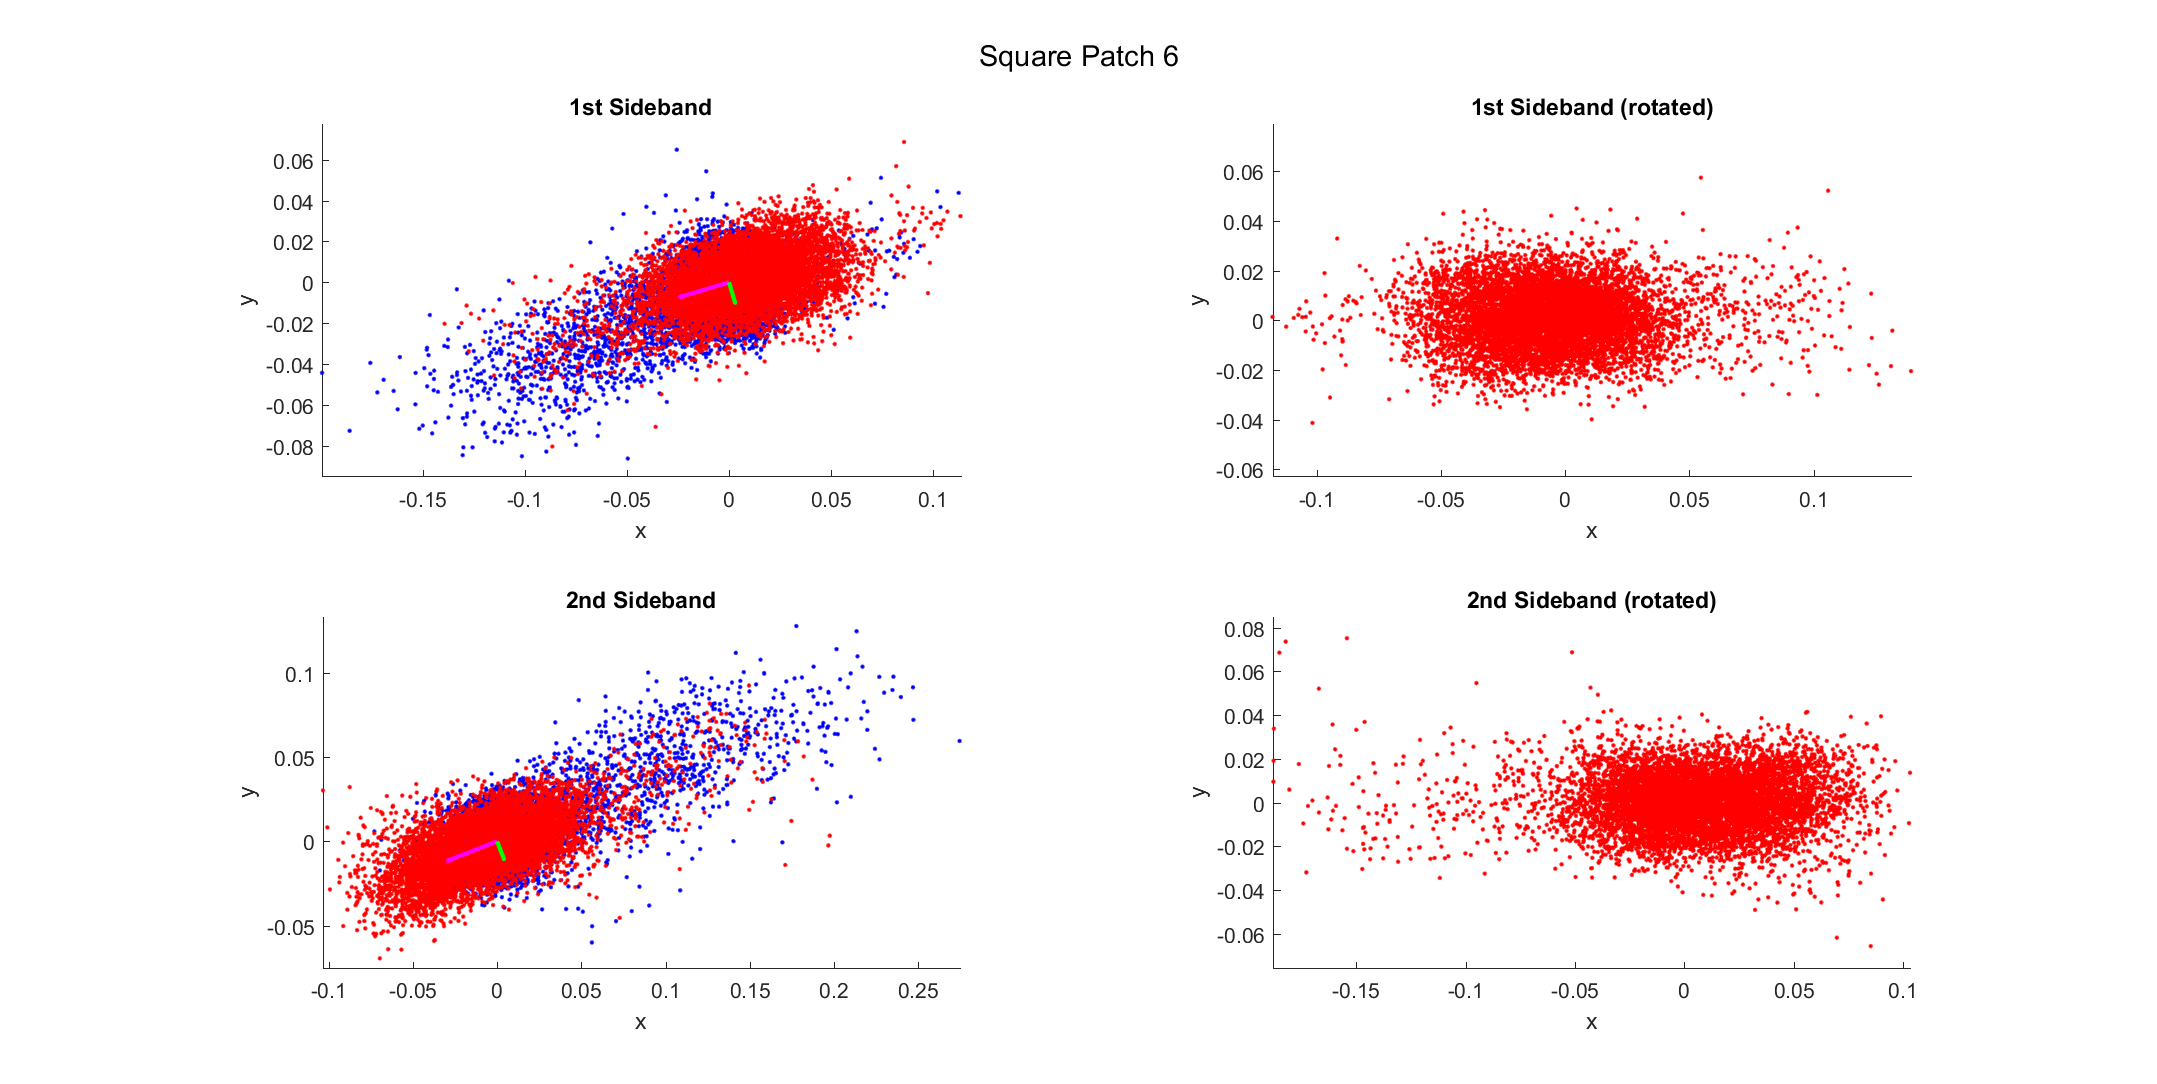 Square Patch 6
1st Sideband
0.06
0.04
0.02
0
-0.02
-0.04
-0.06
-0.08
y
-0.15 -0.1 -0.05 0 0.05 0.1
x
1st Sideband (rotated)
0.06
0.04
0.02
0
-0.02
-0.04
-0.06
y
-0.1 -0.05 0 0.05 0.1
x
2nd Sideband
0.1
0.05
0
-0.05
y
-0.1 -0.05 0 0.05 0.1 0.15 0.2 0.25
x
2nd Sideband (rotated)
0.08
0.06
0.04
0.02
0
-0.02
-0.04
-0.06
y
-0.15 -0.1 -0.05 0 0.05 0.1
x